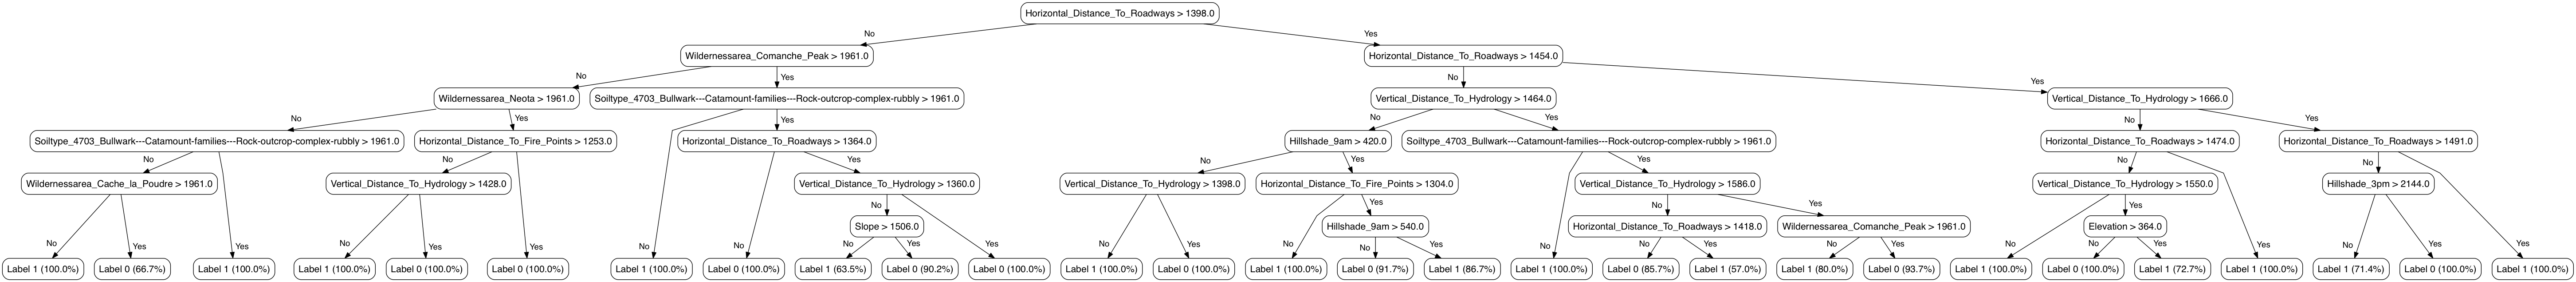 Horizontal_Distance_To_Roadways > 1398.0
No
Yes
Wildernessarea_Comanche_Peak > 1961.0
Horizontal_Distance_To_Roadways > 1454.0
No
Yes
No
Yes
Wildernessarea_Neota > 1961.0
Soiltype_4703_Bullwark---Catamount-families---Rock-outcrop-complex-rubbly > 1961.0
Vertical_Distance_To_Hydrology > 1464.0
Vertical_Distance_To_Hydrology > 1666.0
No
Yes
Yes
No
Yes
No
Yes
Soiltype_4703_Bullwark---Catamount-families---Rock-outcrop-complex-rubbly > 1961.0
Horizontal_Distance_To_Fire_Points > 1253.0
Horizontal_Distance_To_Roadways > 1364.0
Hillshade_9am > 420.0
Soiltype_4703_Bullwark---Catamount-families---Rock-outcrop-complex-rubbly > 1961.0
Horizontal_Distance_To_Roadways > 1474.0
Horizontal_Distance_To_Roadways > 1491.0
No
No
Yes
No
Yes
Yes
No
No
Wildernessarea_Cache_la_Poudre > 1961.0
Vertical_Distance_To_Hydrology > 1428.0
Vertical_Distance_To_Hydrology > 1360.0
Vertical_Distance_To_Hydrology > 1398.0
Horizontal_Distance_To_Fire_Points > 1304.0
Vertical_Distance_To_Hydrology > 1586.0
Vertical_Distance_To_Hydrology > 1550.0
Hillshade_3pm > 2144.0
No
Yes
No
Yes
Yes
Slope > 1506.0
Hillshade_9am > 540.0
Horizontal_Distance_To_Roadways > 1418.0
Wildernessarea_Comanche_Peak > 1961.0
Elevation > 364.0
No
Yes
Yes
No
Yes
Yes
No
No
No
Yes
Yes
No
Yes
No
No
Yes
No
No
Yes
No
Yes
No
No
Yes
Yes
No
Yes
Yes
Label 1 (100.0%)
Label 0 (66.7%)
Label 1 (100.0%)
Label 1 (100.0%)
Label 0 (100.0%)
Label 0 (100.0%)
Label 1 (100.0%)
Label 0 (100.0%)
Label 1 (63.5%)
Label 0 (90.2%)
Label 0 (100.0%)
Label 1 (100.0%)
Label 0 (100.0%)
Label 1 (100.0%)
Label 0 (91.7%)
Label 1 (86.7%)
Label 1 (100.0%)
Label 0 (85.7%)
Label 1 (57.0%)
Label 1 (80.0%)
Label 0 (93.7%)
Label 1 (100.0%)
Label 0 (100.0%)
Label 1 (72.7%)
Label 1 (100.0%)
Label 1 (71.4%)
Label 0 (100.0%)
Label 1 (100.0%)